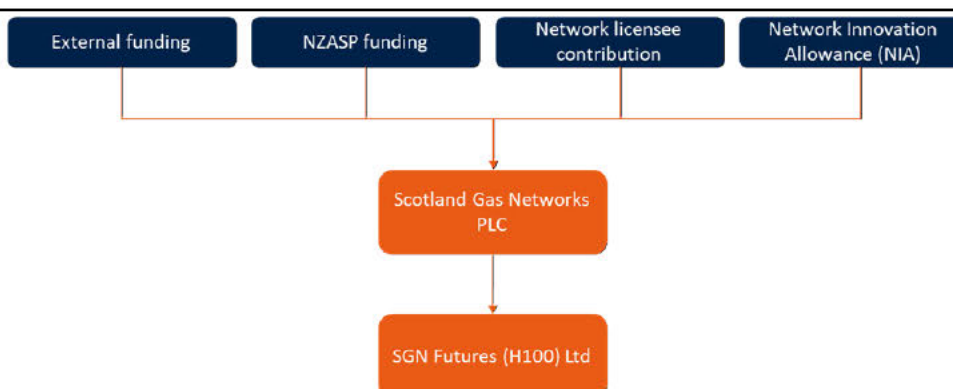 External funding
NZASP funding
Network licensee
contribution
Network Innovation
Allowance (NIA)
Scotland Gas Networks
PLC
SGN Futures (H100) Ltd